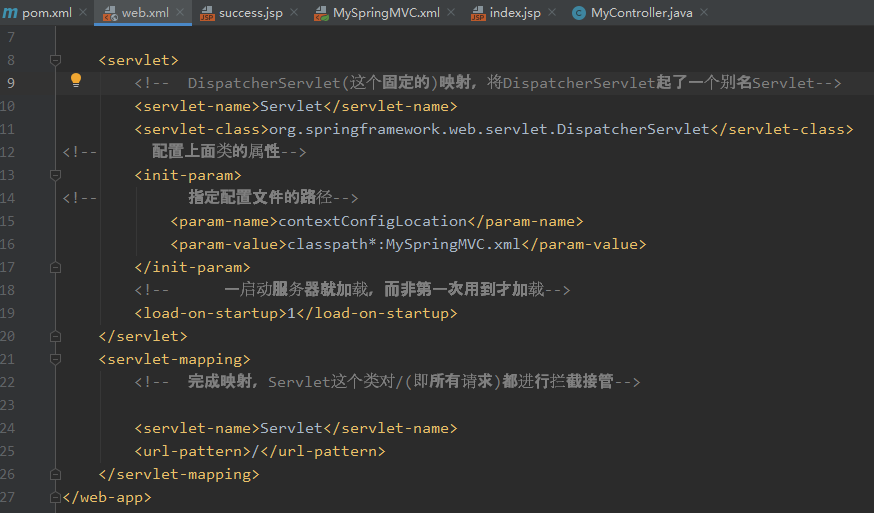 pom.xml web.xml success.jsp MySpringMVC.xml index.jsp MyController.java
7
8 <servlet>
9 <!-- DispatcherServlet(这个固定的)映射，将DispatcherServlet起了一个别名Servlet-->
10 <servlet-name>Servlet</servlet-name>
11 <servlet-class>org.springframework.web.servlet.DispatcherServlet</servlet-class>
12 <!-- 配置上面类的属性-->
13 <init-param>
14 <!-- 指定配置文件的路径-->
15 <param-name>contextConfigLocation</param-name>
16 <param-value>classpath*:MySpringMVC.xml</param-value>
17 </init-param>
18 <!-- 一启动服务器就加载，而非第一次用到才加载-->
19 <load-on-startup>1</load-on-startup>
20 </servlet>
21 <servlet-mapping>
22 <!-- 完成映射，Servlet这个类对/(即所有请求)都进行拦截接管-->
23
24 <servlet-name>Servlet</servlet-name>
25 <url-pattern>/</url-pattern>
26 </servlet-mapping>
27 </web-app>